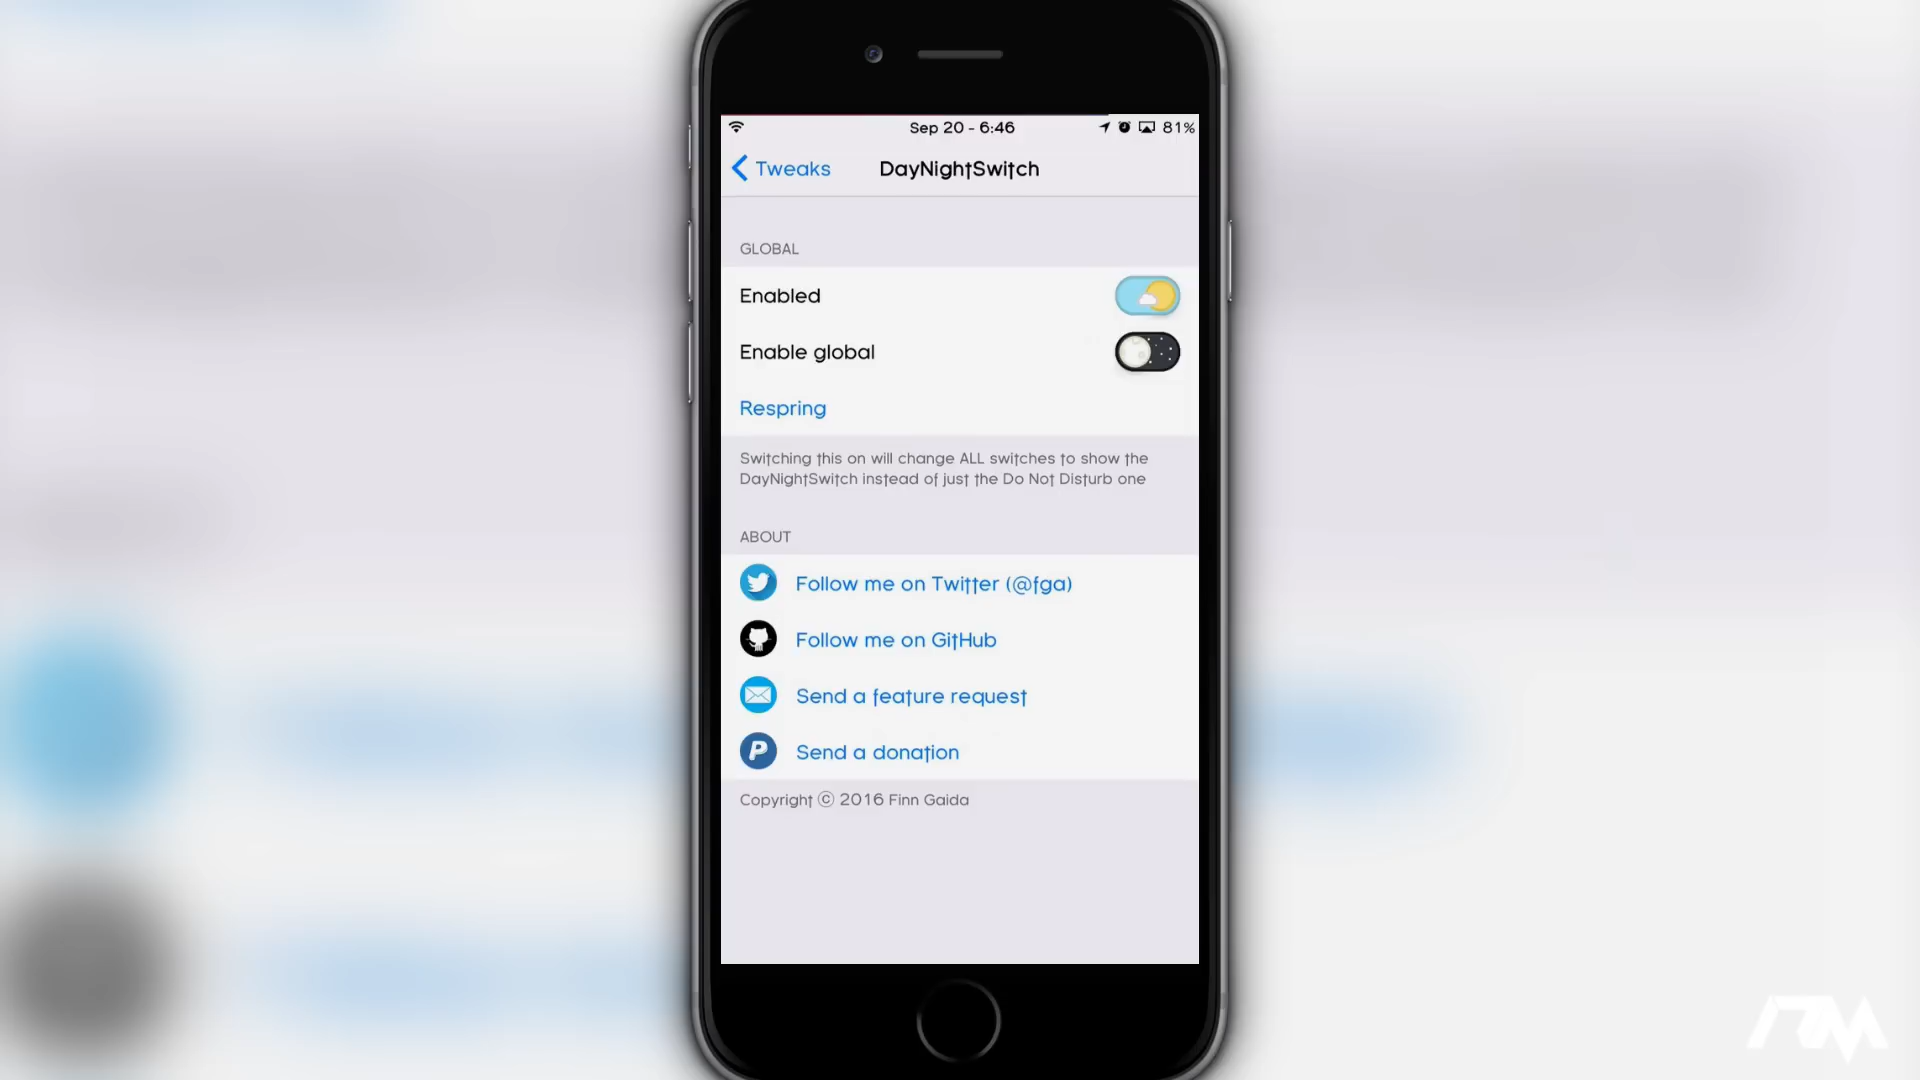 Sep 20 - 6:46
81%
Tweaks
DayNightSwitch
GLOBAL
Enabled
Enable global
Respring
Switching this on will change ALL switches to show the
DayNightSwitch instead of just the Do Not Disturb one
ABOUT
Follow me on Twitter (@fga)
Follow me on GitHub
Send a feature request
Send a donation
Copyright © 2016 Finn Gaida